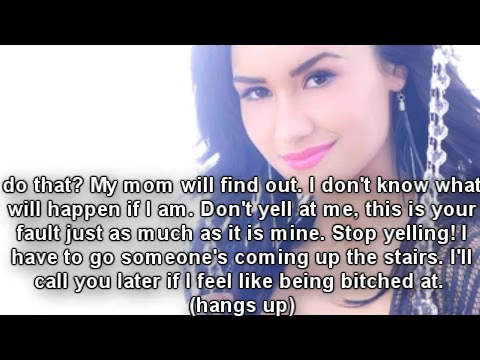 do that? My mom will find out. I don't know what
will happen if I am. Don't yell at me, this is your
fault just as much as it is mine. Stop yelling! I
have to go someone's coming up the stairs. I'll
call you later if I feel like being bitched at.
(hangs up)